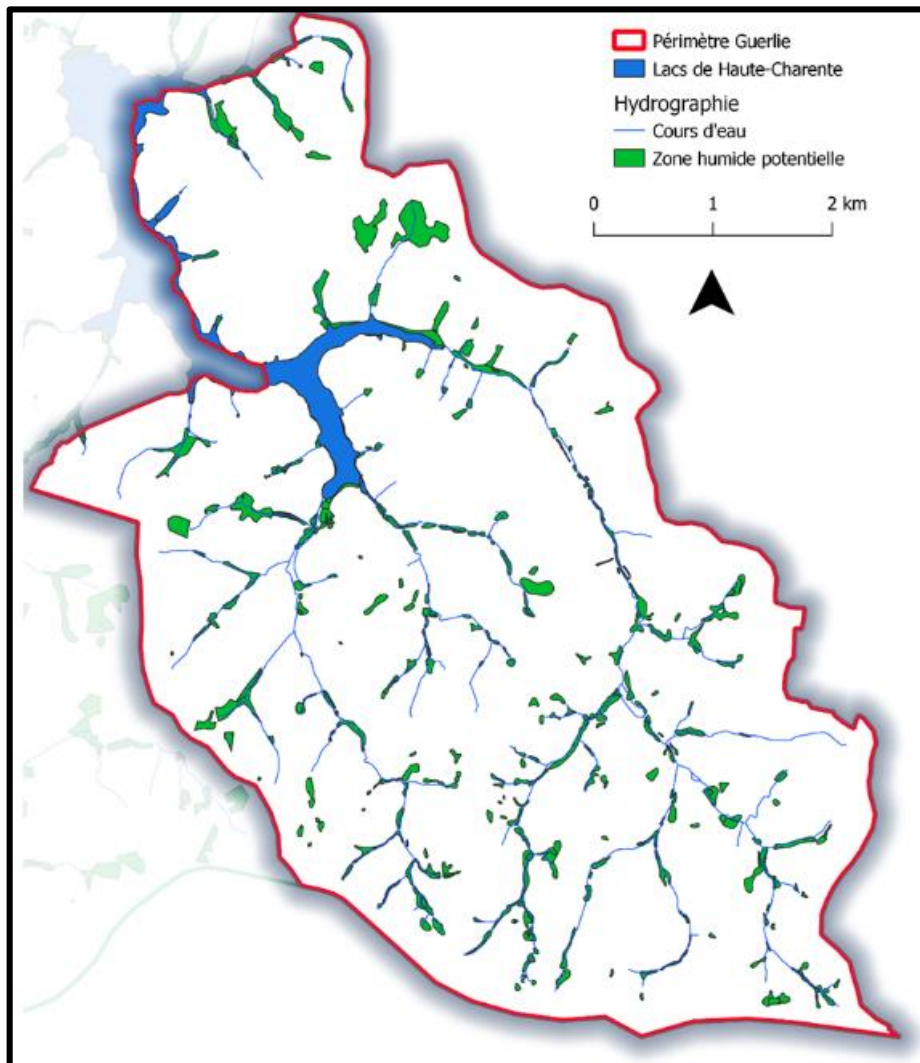 Périmètre Guerlie
Lacs de Haute-Charente
Hydrographie
Cours d'eau
Zone humide potentielle
0 1 2 km